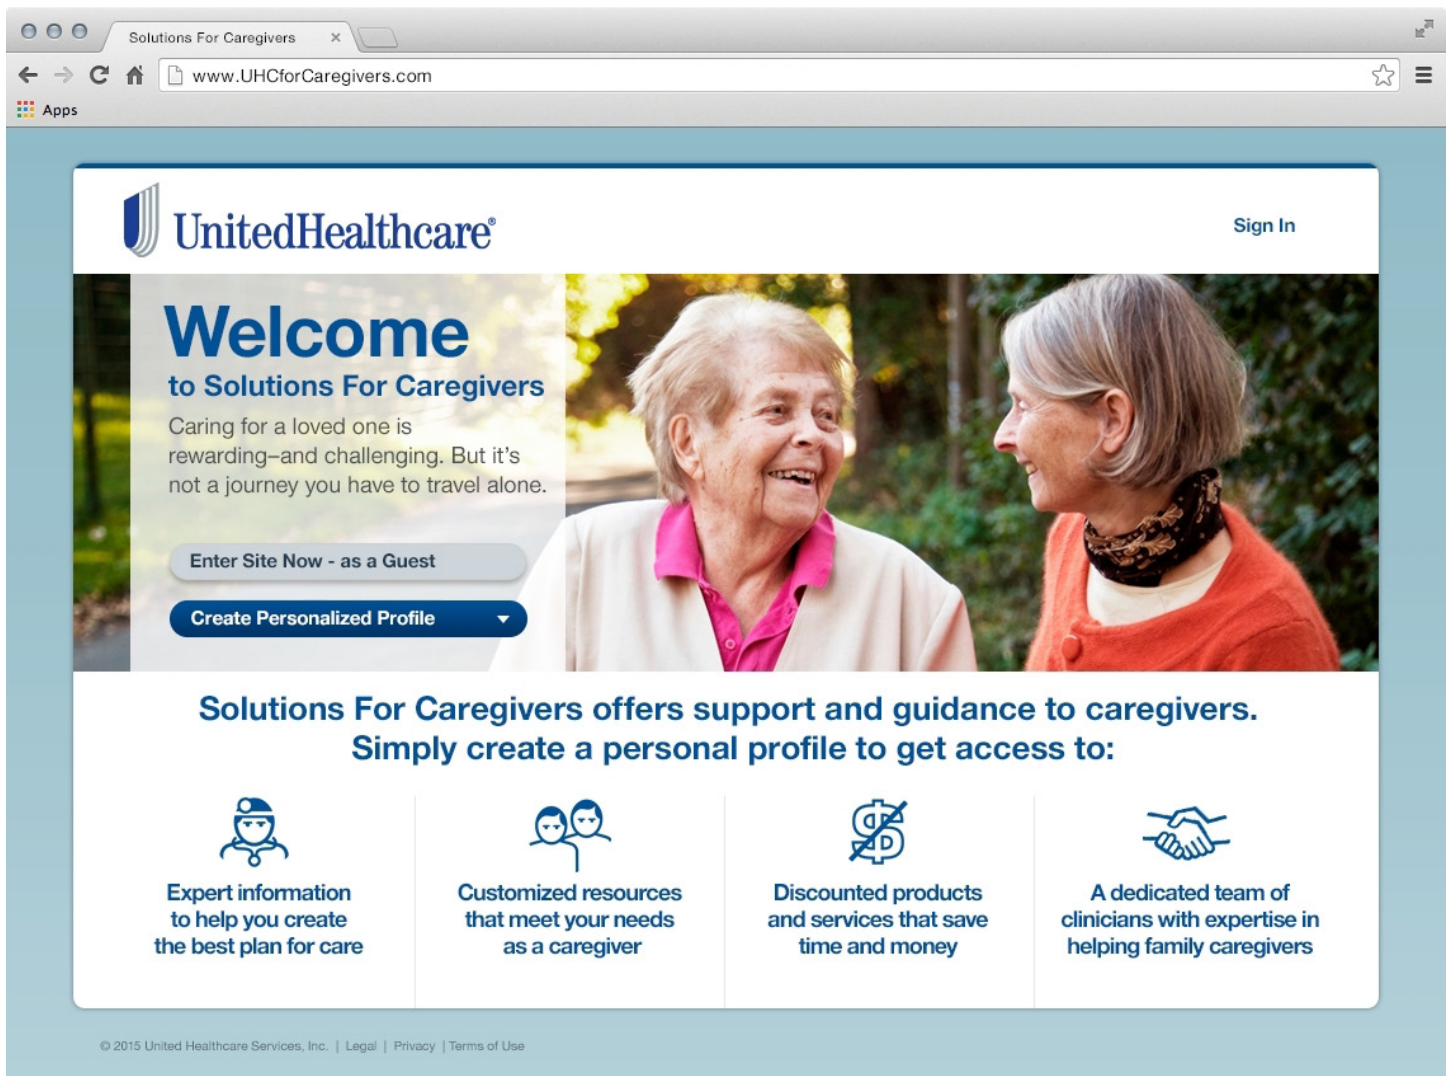 Solutions For Caregivers
www.UHCforCaregivers.com
Apps
UnitedHealthcare®
Sign In
Welcome
to Solutions For Caregivers
Caring for a loved one is
rewarding–and challenging. But it's
not a journey you have to travel alone.
Enter Site Now - as a Guest
Create Personalized Profile
Solutions For Caregivers offers support and guidance to caregivers.
Simply create a personal profile to get access to:
Expert information
to help you create
the best plan for care
Customized resources
that meet your needs
as a caregiver
Discounted products
and services that save
time and money
A dedicated team of
clinicians with expertise in
helping family caregivers
© 2015 United Healthcare Services, Inc. | Legal | Privacy | Terms of Use